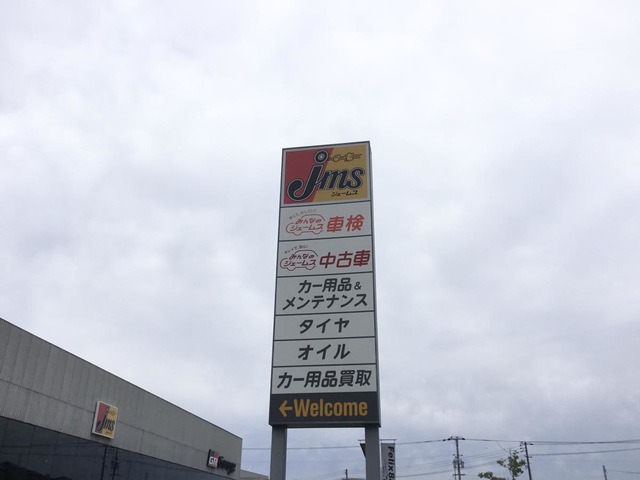 jms
ジェームス
みんなの
ジェームス 車検
みんなの
ジェームス 中古車
カー用品&
メンテナンス
タイヤ
オイル
カー用品買取
←Welcome
jms
Felix&